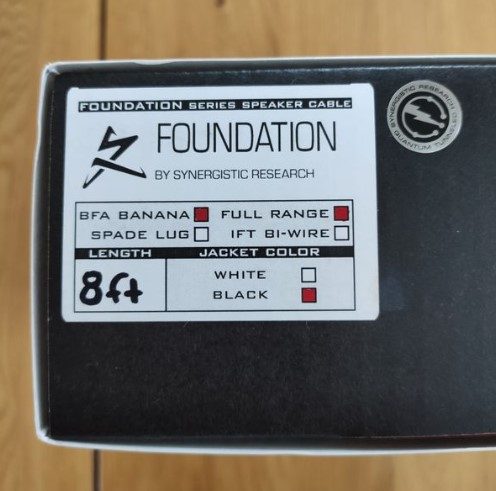 FOUNDATION SERIES SPEAKER CABLE
FOUNDATION
BY SYNERGISTIC RESEARCH
BFA BANANA FULL RANGE
SPADE LUG IFT BI-WIRE
LENGTH JACKET COLOR
8ft
WHITE
BLACK
SYNERGISTIC RESEARCH
QUANTUM TUNNELED